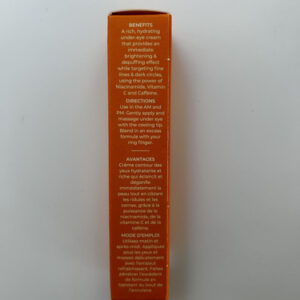 BENEFITS
A rich, hydrating
under-eye cream
that provides an
immediate
brightening &
depuffing effect
while targeting fine
lines & dark circles,
using the power of
Niacinamide, Vitamin
C and Caffeine.
DIRECTIONS
Use in the AM and
PM. Gently apply and
massage under eye
with the cooling tip.
Blend in an excess
formula with your
ring finger.
AVANTAGES
Crème contour des
yeux hydratante et
riche qui éclaircit et
dégonfle
immédiatement la
peau tout en ciblant
les ridules et les
cernes, grâce à la
puissance de la
niacinamide, de la
vitamine C et de la
caféine.
MODE D'EMPLOI
Utilisez matin et
après-midi. Appliquez
sous les yeux et
massez délicatement
avec l'embout
rafraîchissant. Faites
pénétrer l'excédent
de formule en
tapotant du bout de
l'annulaire.